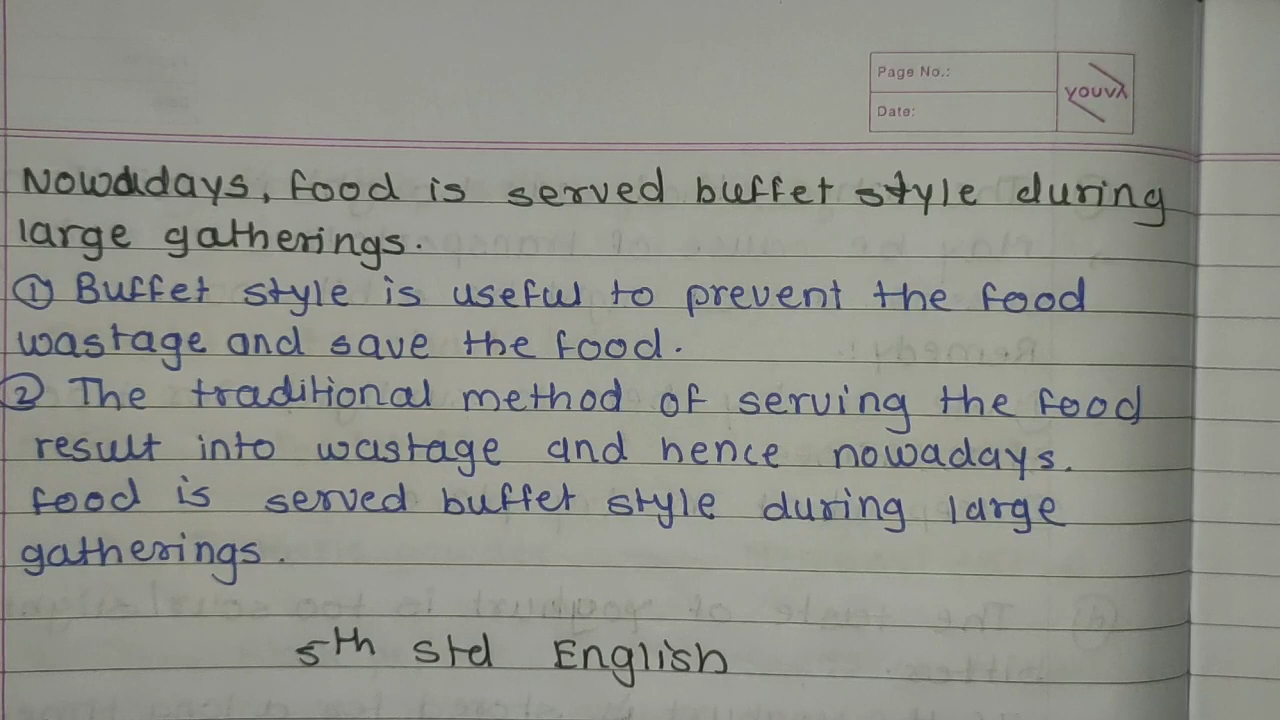 Page No.:
Date:
YOUVA
Nowadays, food is served buffet style during
large gatherings.
① Buffet style is useful to prevent the food
wastage and save the food.
② The traditional method of serving the food
result into wastage and hence nowadays.
food is served buffet style during large
gatherings.
5th std English